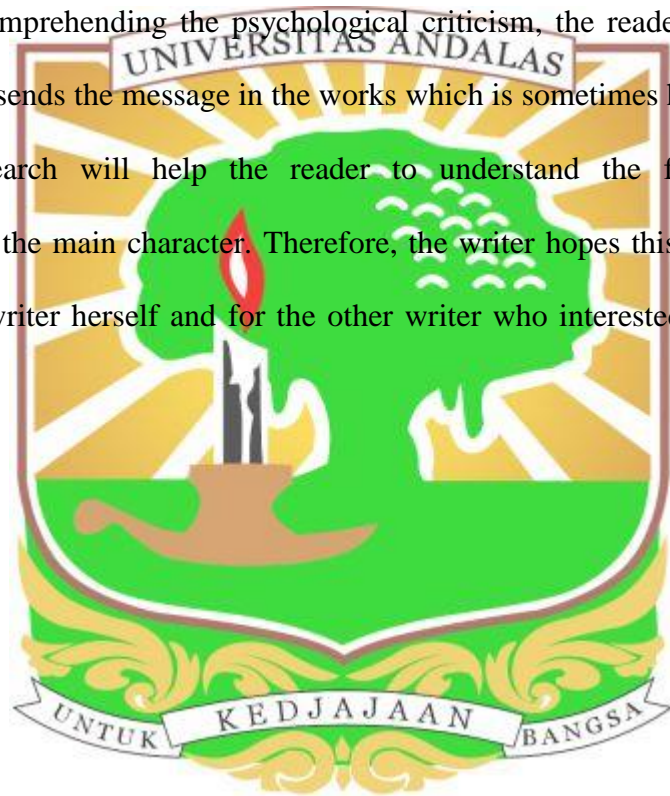 omprehending the psychological criticism, the reade
UNIVERSITAS ANDALAS
sends the message in the works which is sometimes
earch will help the reader to understand the f
the main character. Therefore, the writer hopes this
writer herself and for the other writer who interested
UNTUK KEDJAJAAN BANGSA